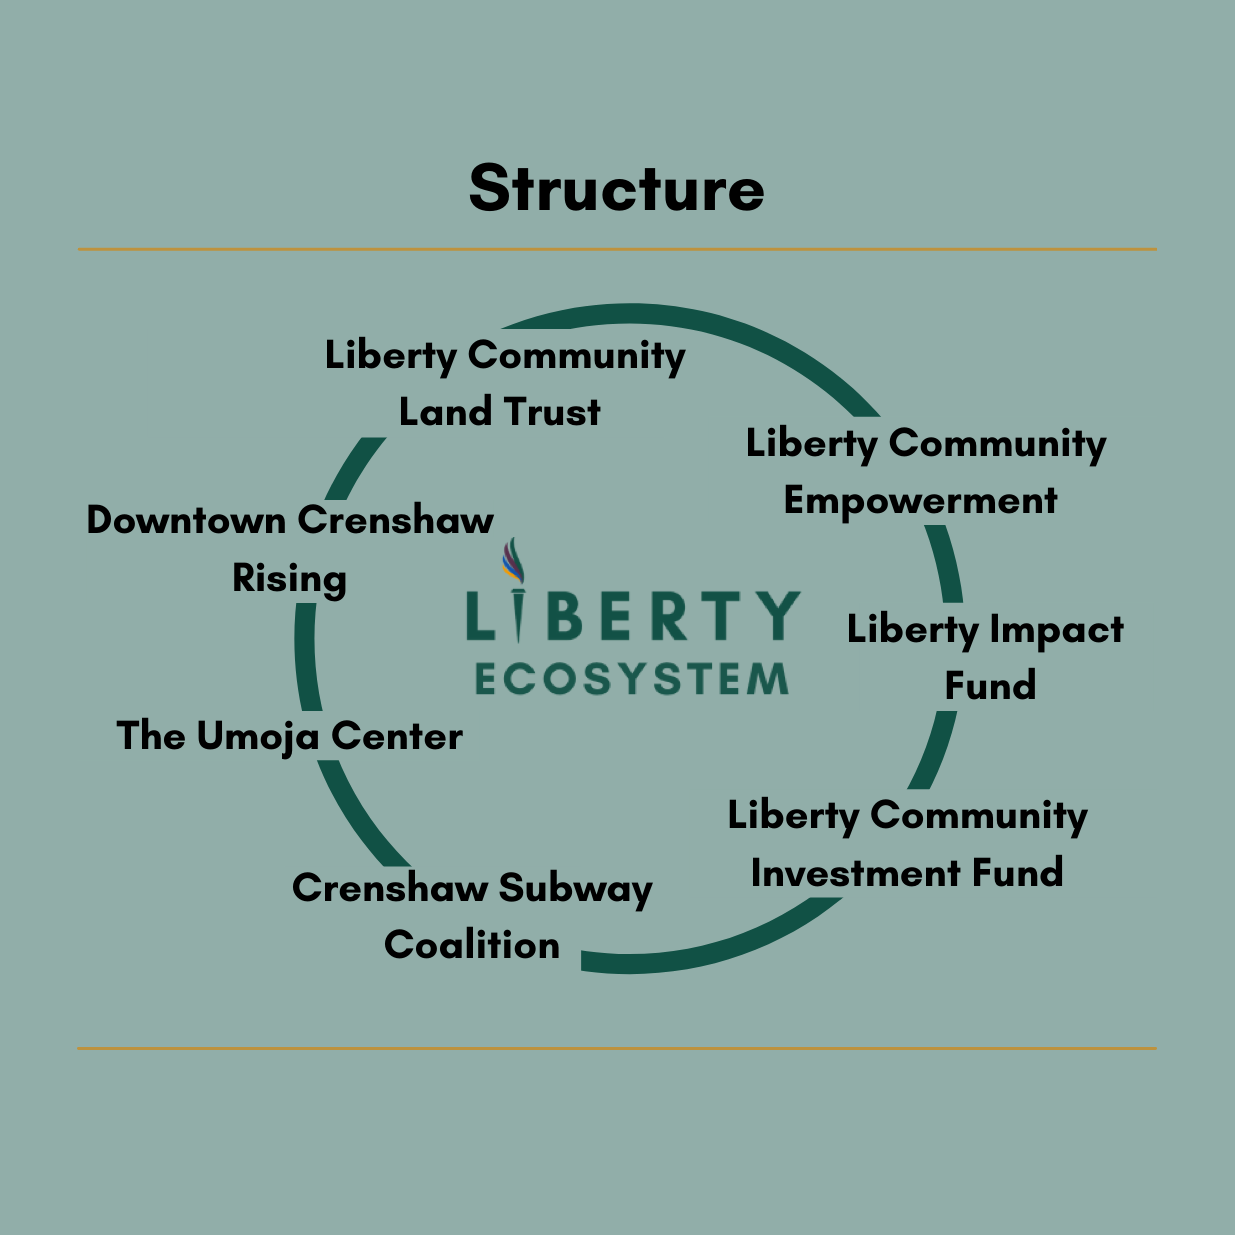 Structure
Liberty Community
Land Trust
Liberty Community
Empowerment
Downtown Crenshaw
Rising
LIBERTY
ECOSYSTEM
Liberty Impact
Fund
The Umoja Center
Liberty Community
Investment Fund
Crenshaw Subway
Coalition